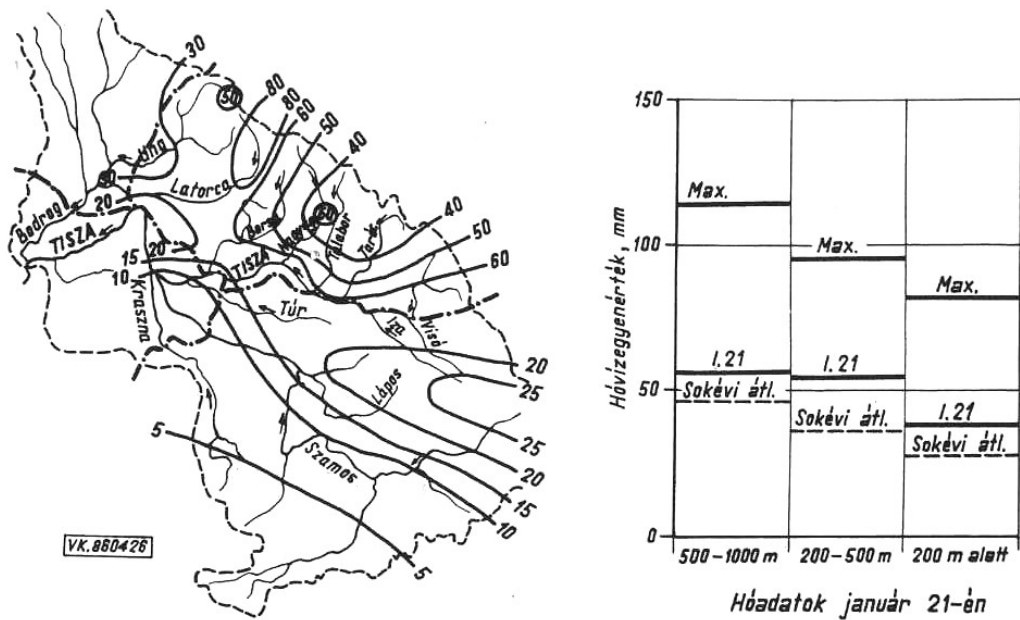 30
50
80
80
60
50
40
Ung
30
Latorca
20
Bodrog
TISZA
15
20
10
Borsa
TISZA
Nagyág
50
Talabor
Tarac
40
50
60
Kraszna
Túr
Iza
Visó
20
25
Lápos
5
Szamos
25
20
15
10
5
VK.860426
Hóvízegyenérték, mm
150
100
50
0
Max.
Max.
Max.
I.21
I.21
I.21
Sokévi átl.
Sokévi átl.
Sokévi átl.
500-1000 m
200-500 m
200 m alatt
Hóadatok január 21-én